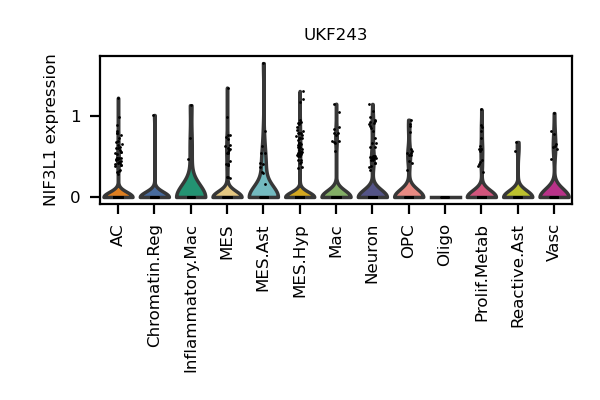 UKF243
NIF3L1 expression
1
0
AC
Chromatin.Reg
Inflammatory.Mac
MES
MES.Ast
MES.Hyp
Mac
Neuron
OPC
Oligo
Prolif.Metab
Reactive.Ast
Vasc